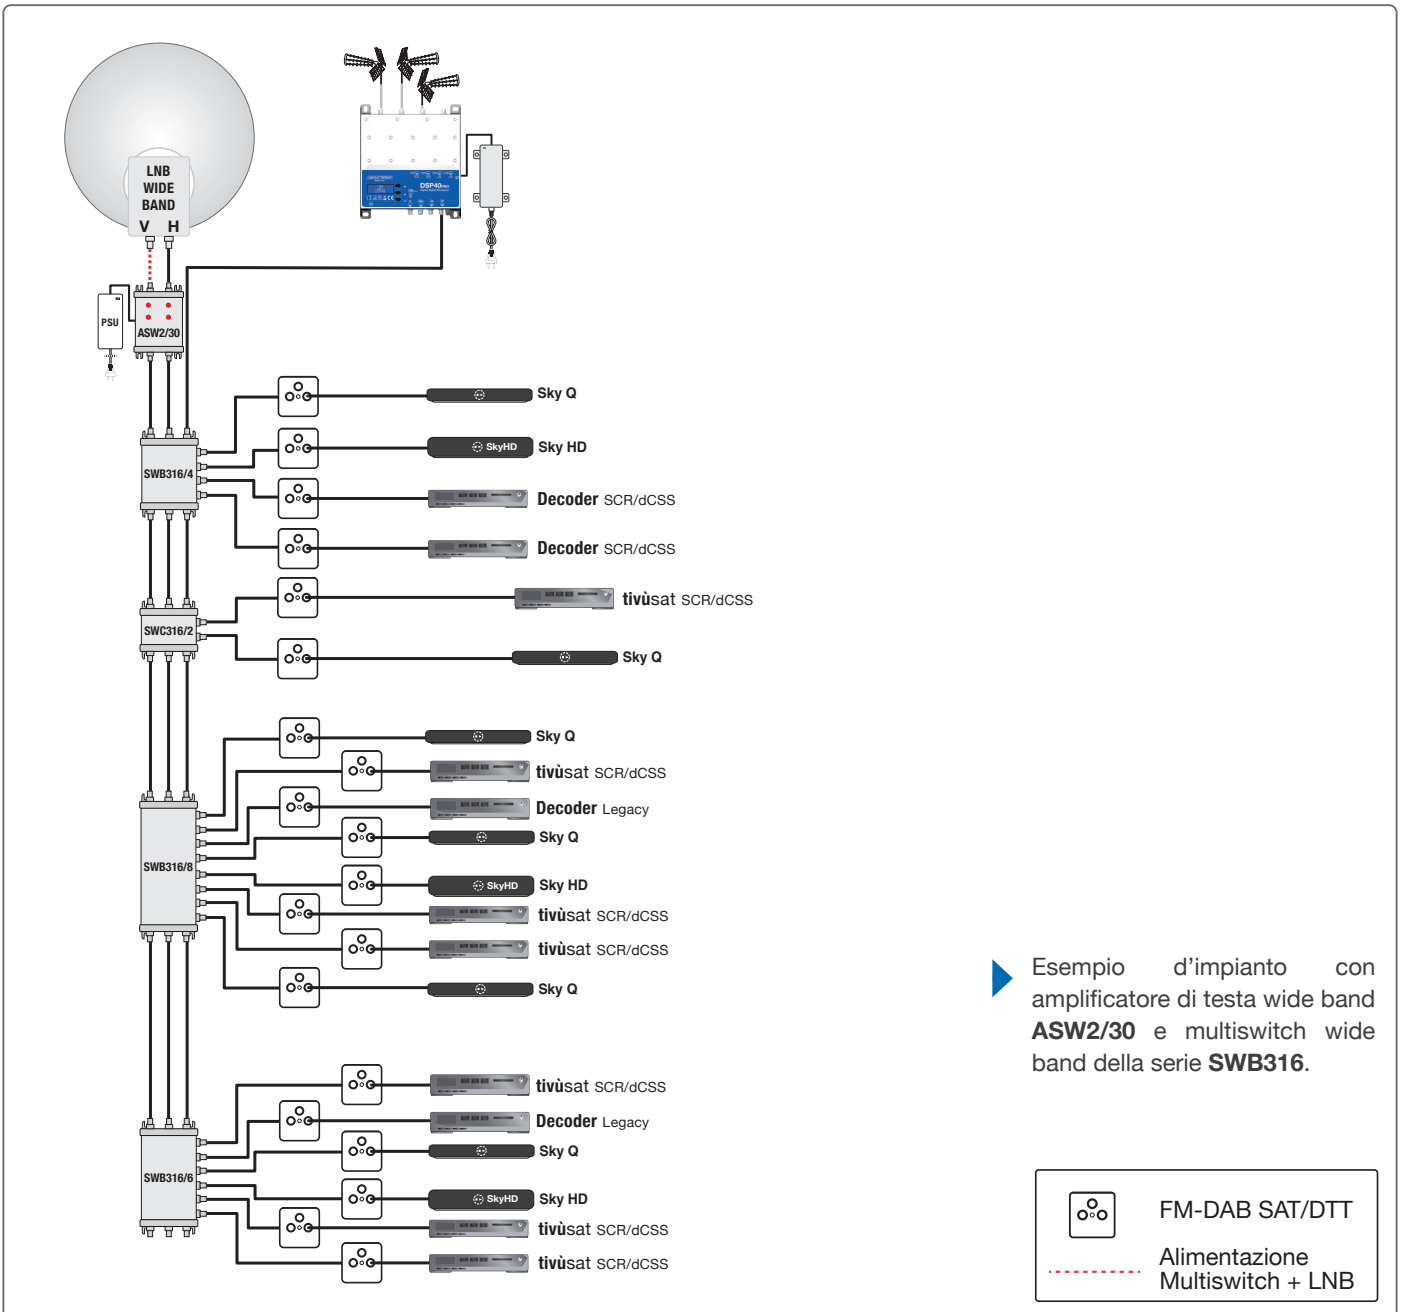 LNB
WIDE
BAND
V H
DSP40PRO
PSU
ASW2/30
Sky Q
SWB316/4
SkyHD
Sky HD
Decoder SCR/dCSS
Decoder SCR/dCSS
tivùsat SCR/dCSS
SWC316/2
Sky Q
Sky Q
tivùsat SCR/dCSS
Decoder Legacy
Sky Q
SWB316/8
SkyHD
Sky HD
tivùsat SCR/dCSS
tivùsat SCR/dCSS
Sky Q
Esempio d'impianto con
amplificatore di testa wide band
ASW2/30 e multiswitch wide
band della serie SWB316.
tivùsat SCR/dCSS
Decoder Legacy
Sky Q
SWB316/6
SkyHD
Sky HD
tivùsat SCR/dCSS
tivùsat SCR/dCSS
FM-DAB SAT/DTT
Alimentazione
Multiswitch + LNB